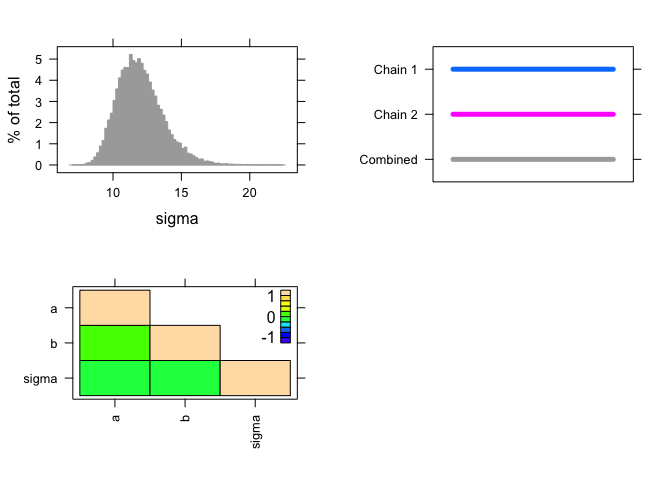 % of total
5
4
3
2
1
0
10 15 20
sigma
Chain 1
Chain 2
Combined
a
b
sigma
1
0
-1
a b sigma